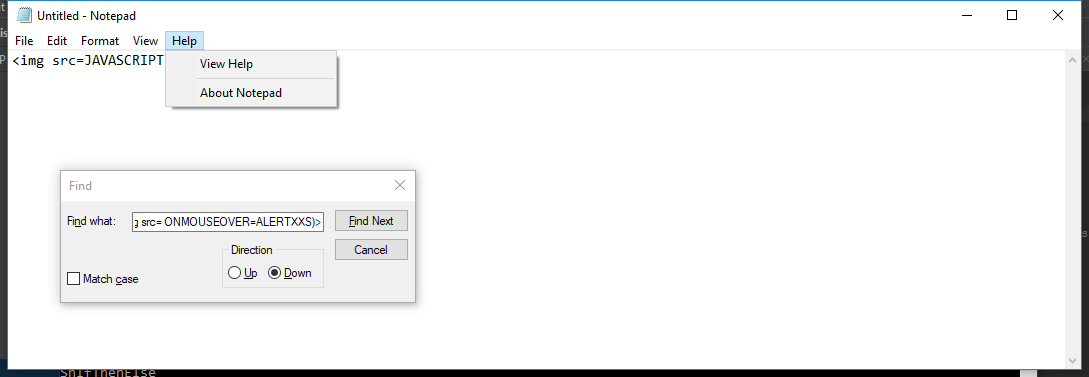 Untitled - Notepad
File Edit Format View Help
<img src=JAVASCRIPT
View Help
About Notepad
Find
Find what: g src= ONMOUSEOVER=ALERTXXS)> Find Next
Direction Cancel
Up Down
Match case
ShifThenElse